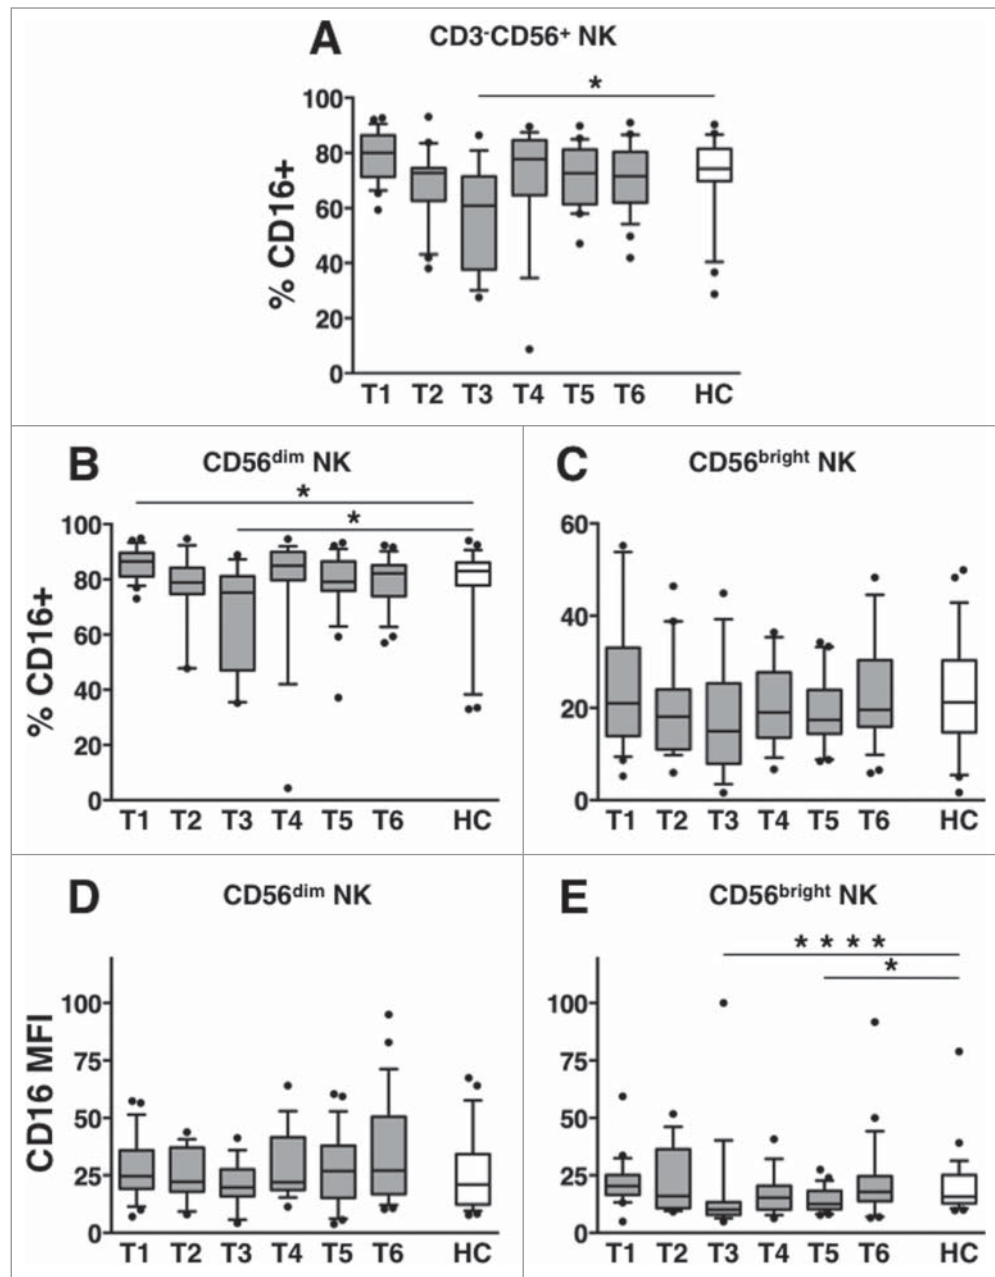 A CD3⁻CD56⁺ NK
*
100
80
60
40
20
0
% CD16+
T1 T2 T3 T4 T5 T6 HC
B CD56ᵈⁱᵐ NK
*
*
100
80
60
40
20
0
% CD16+
T1 T2 T3 T4 T5 T6 HC
C CD56ᵇʳⁱᵍʰᵗ NK
60
40
20
0
T1 T2 T3 T4 T5 T6 HC
D CD56ᵈⁱᵐ NK
100
75
50
25
0
CD16 MFI
T1 T2 T3 T4 T5 T6 HC
E CD56ᵇʳⁱᵍʰᵗ NK
* * * *
*
100
75
50
25
0
T1 T2 T3 T4 T5 T6 HC